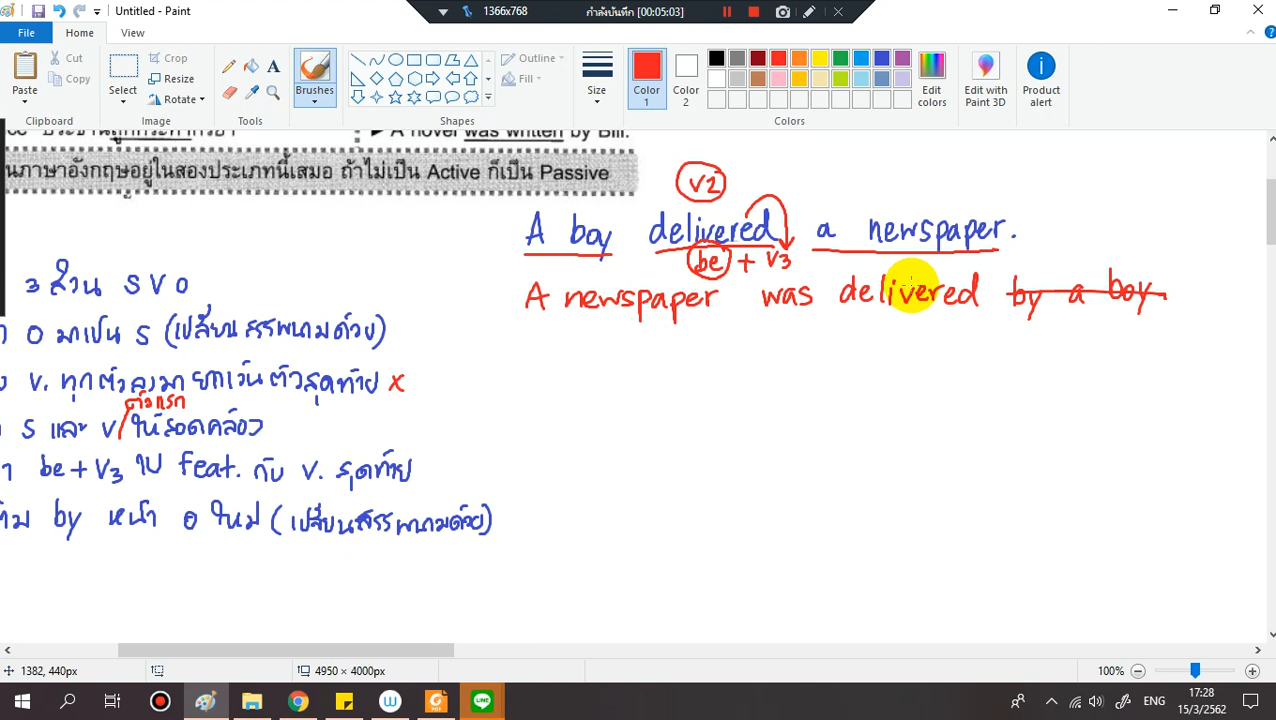 Untitled - Paint
1366x768
กำลังบันทึก [00:05:03]
File
Home
View
Paste
Cut
Copy
Clipboard
Select
Crop
Resize
Rotate
Image
Tools
Brushes
Shapes
Outline
Fill
Size
Color 1
Color 2
Colors
Edit colors
Edit with Paint 3D
Product alert
A novel was written by Bill.
นภาษาอังกฤษอยู่ในสองประเภทนี้เสมอ ถ้าไม่เป็น Active ก็เป็น Passive
V2
A boy delivered a newspaper.
be + V3
A newspaper was delivered by a boy
3 ส่วน S V O
O มาเป็น S (เปลี่ยนสรรพนามด้วย)
V. ทุกตัวลงมา ยกเว้นตัวสุดท้าย x
ตัวแรก
S และ V / ให้สอดคล้อง
be + V3 ไป feat. กับ V. สุดท้าย
by หน้า O ใหม่ (เปลี่ยนสรรพนามด้วย)
1382, 440px
4950 × 4000px
100%
ENG
17:28
15/3/2562